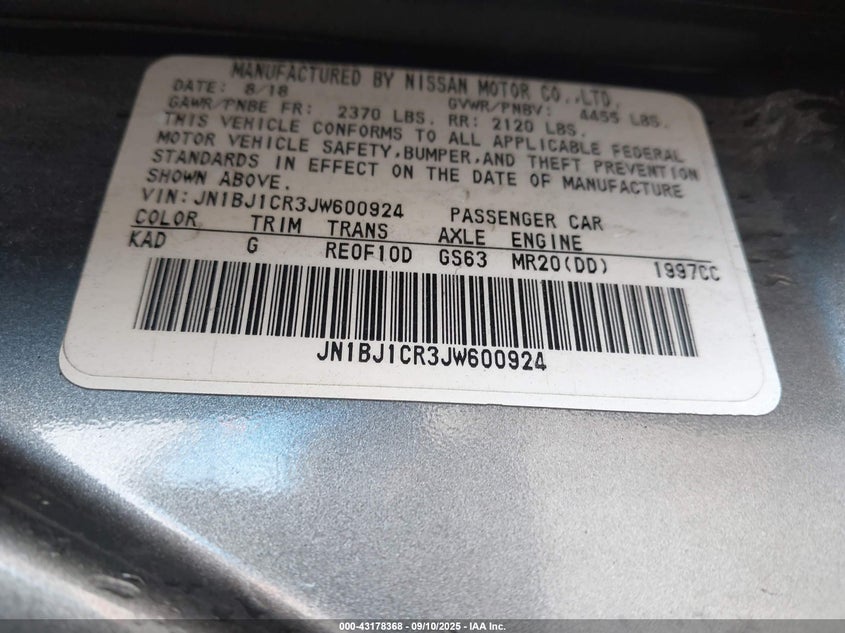 MANUFACTURED BY NISSAN MOTOR CO.,LTD.
DATE: 8/18 GVWR/PNBV: 4455 LBS.
GAWR/PNBE FR: 2370 LBS. RR: 2120 LBS.
THIS VEHICLE CONFORMS TO ALL APPLICABLE FEDERAL
MOTOR VEHICLE SAFETY,BUMPER,AND THEFT PREVENTION
STANDARDS IN EFFECT ON THE DATE OF MANUFACTURE
SHOWN ABOVE.
VIN:JN1BJ1CR3JW600924 PASSENGER CAR
COLOR TRIM TRANS AXLE ENGINE
KAD G RE0F10D GS63 MR20(DD) 1997CC
JN1BJ1CR3JW600924
000-43178368 - 09/10/2025 - IAA Inc.